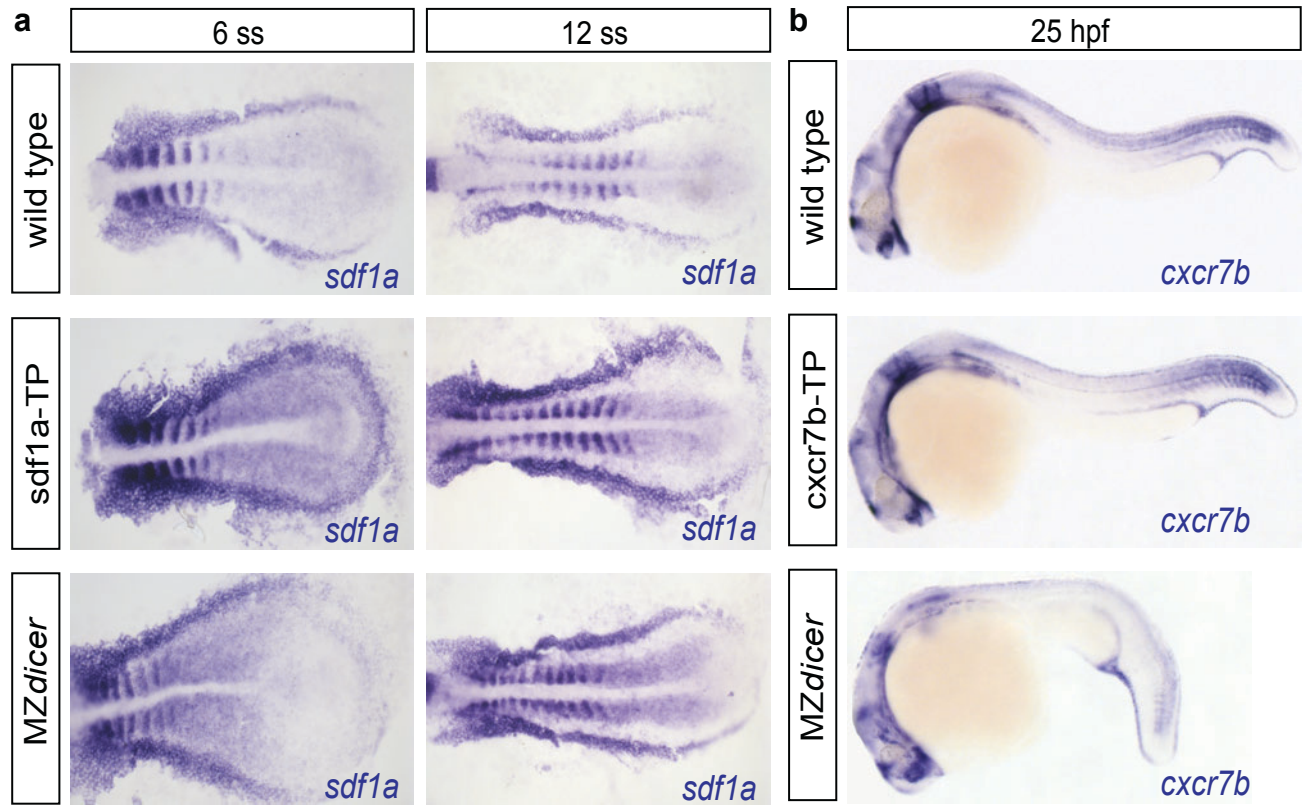 a
6 ss
12 ss
b
25 hpf
wild type
sdf1a
sdf1a
wild type
cxcr7b
sdf1a-TP
sdf1a
sdf1a
cxcr7b-TP
cxcr7b
MZdicer
sdf1a
sdf1a
MZdicer
cxcr7b